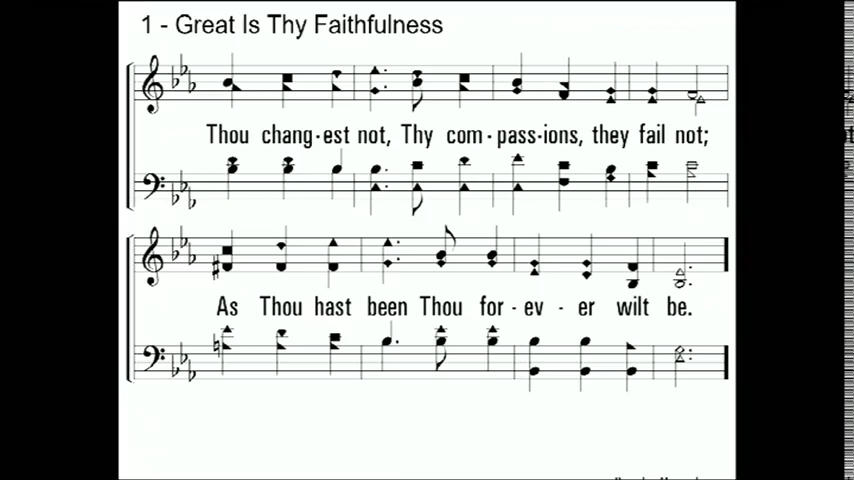 1 - Great Is Thy Faithfulness
Thou chang·est not, Thy com·pass·ions, they fail not;
As Thou hast been Thou for-ev-er wilt be.